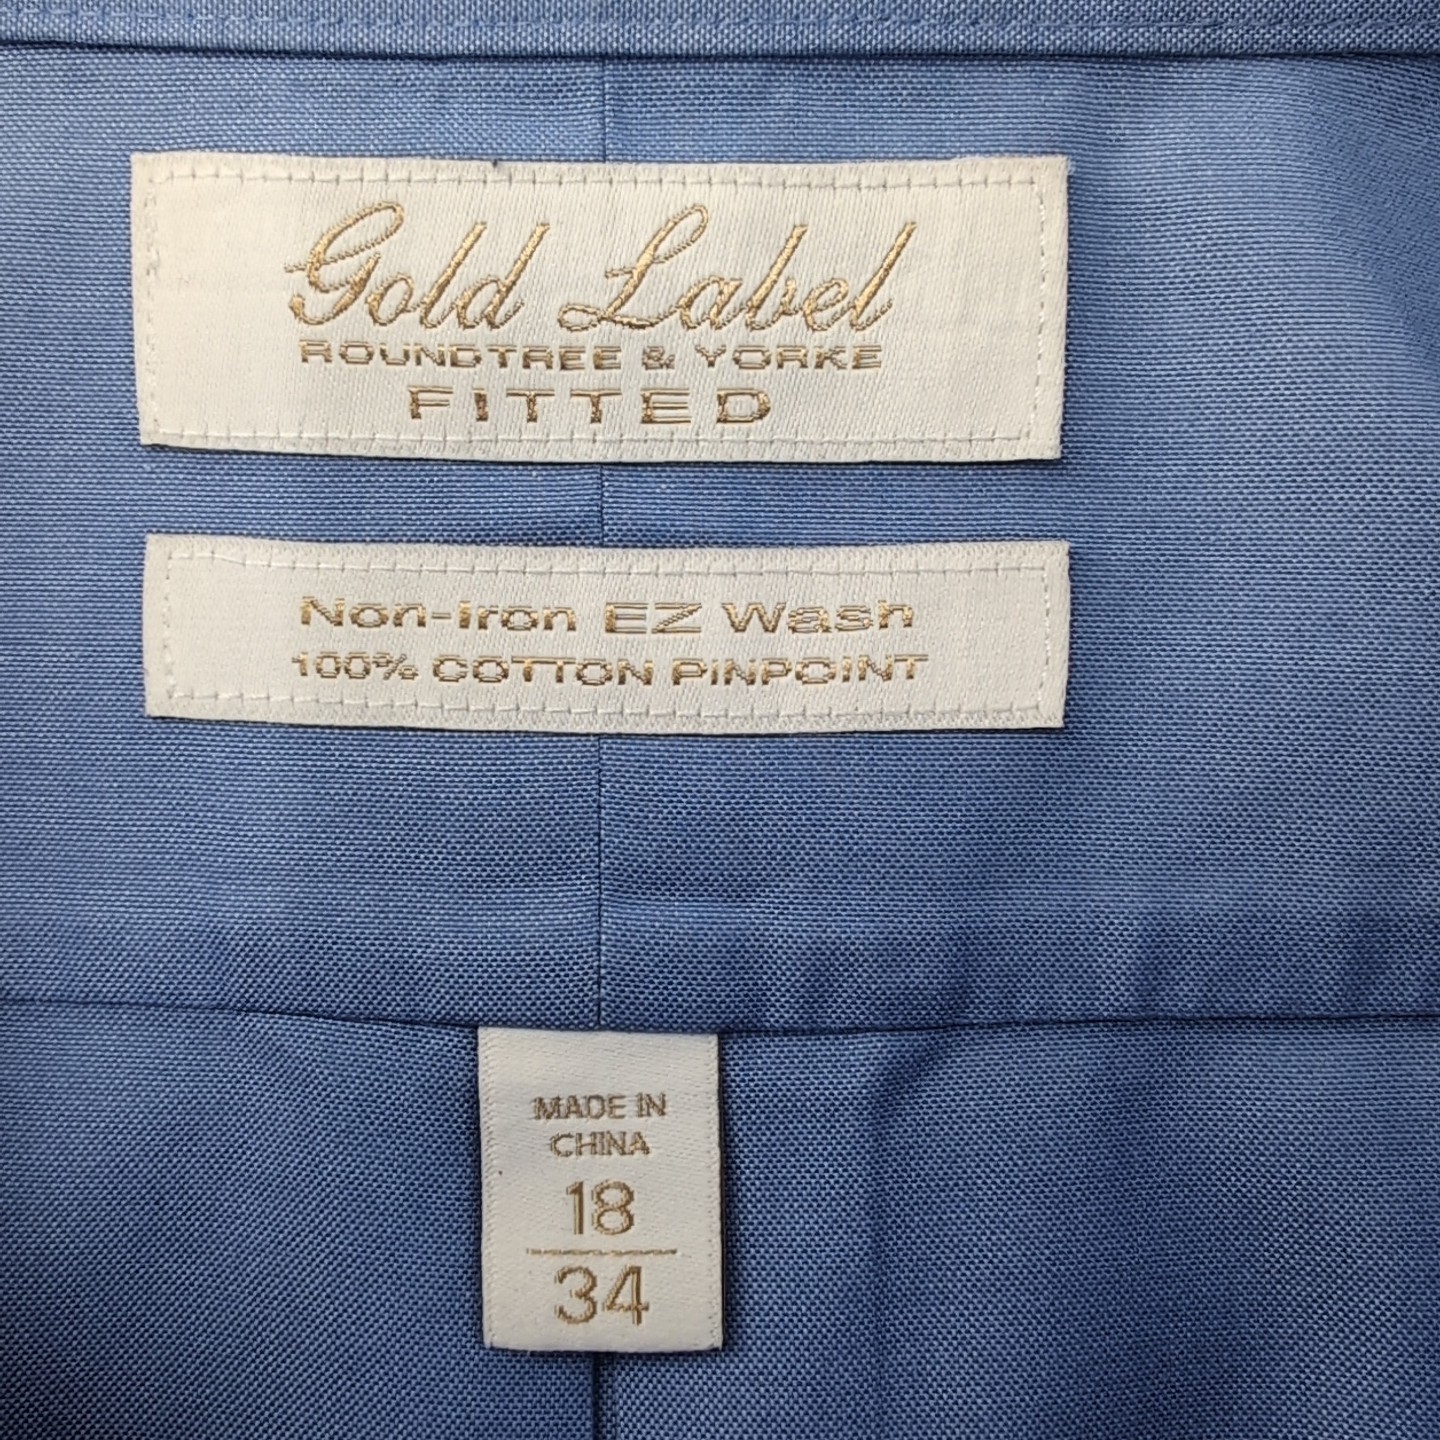 Gold Label
ROUNDTREE & YORKE
FITTED
Non-Iron EZ Wash
100% COTTON PINPOINT
MADE IN
CHINA
18
34